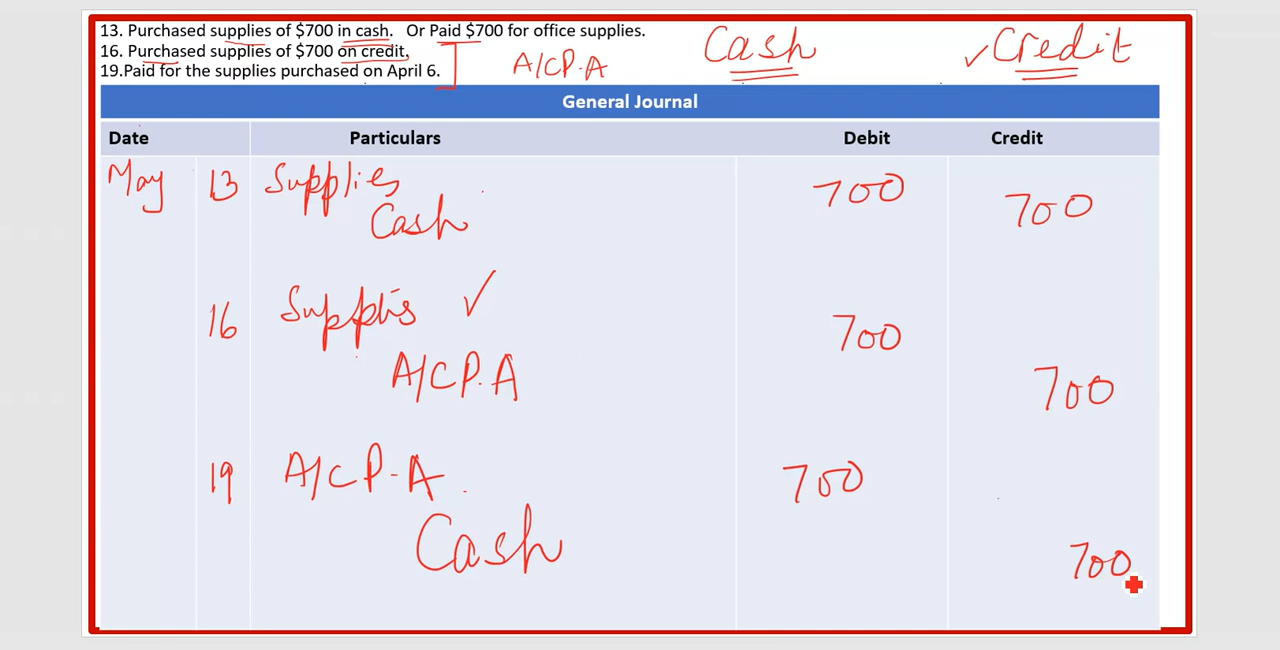 13. Purchased supplies of $700 in cash. Or Paid $700 for office supplies.
16. Purchased supplies of $700 on credit.
19.Paid for the supplies purchased on April 6.
A/CP.A Cash ✓Credit
General Journal
Date Particulars Debit Credit
May 13 Supplies 700
Cash 700
16 Supplis ✓ 700
A/CP.A 700
19 A/CP-A 700
Cash 700